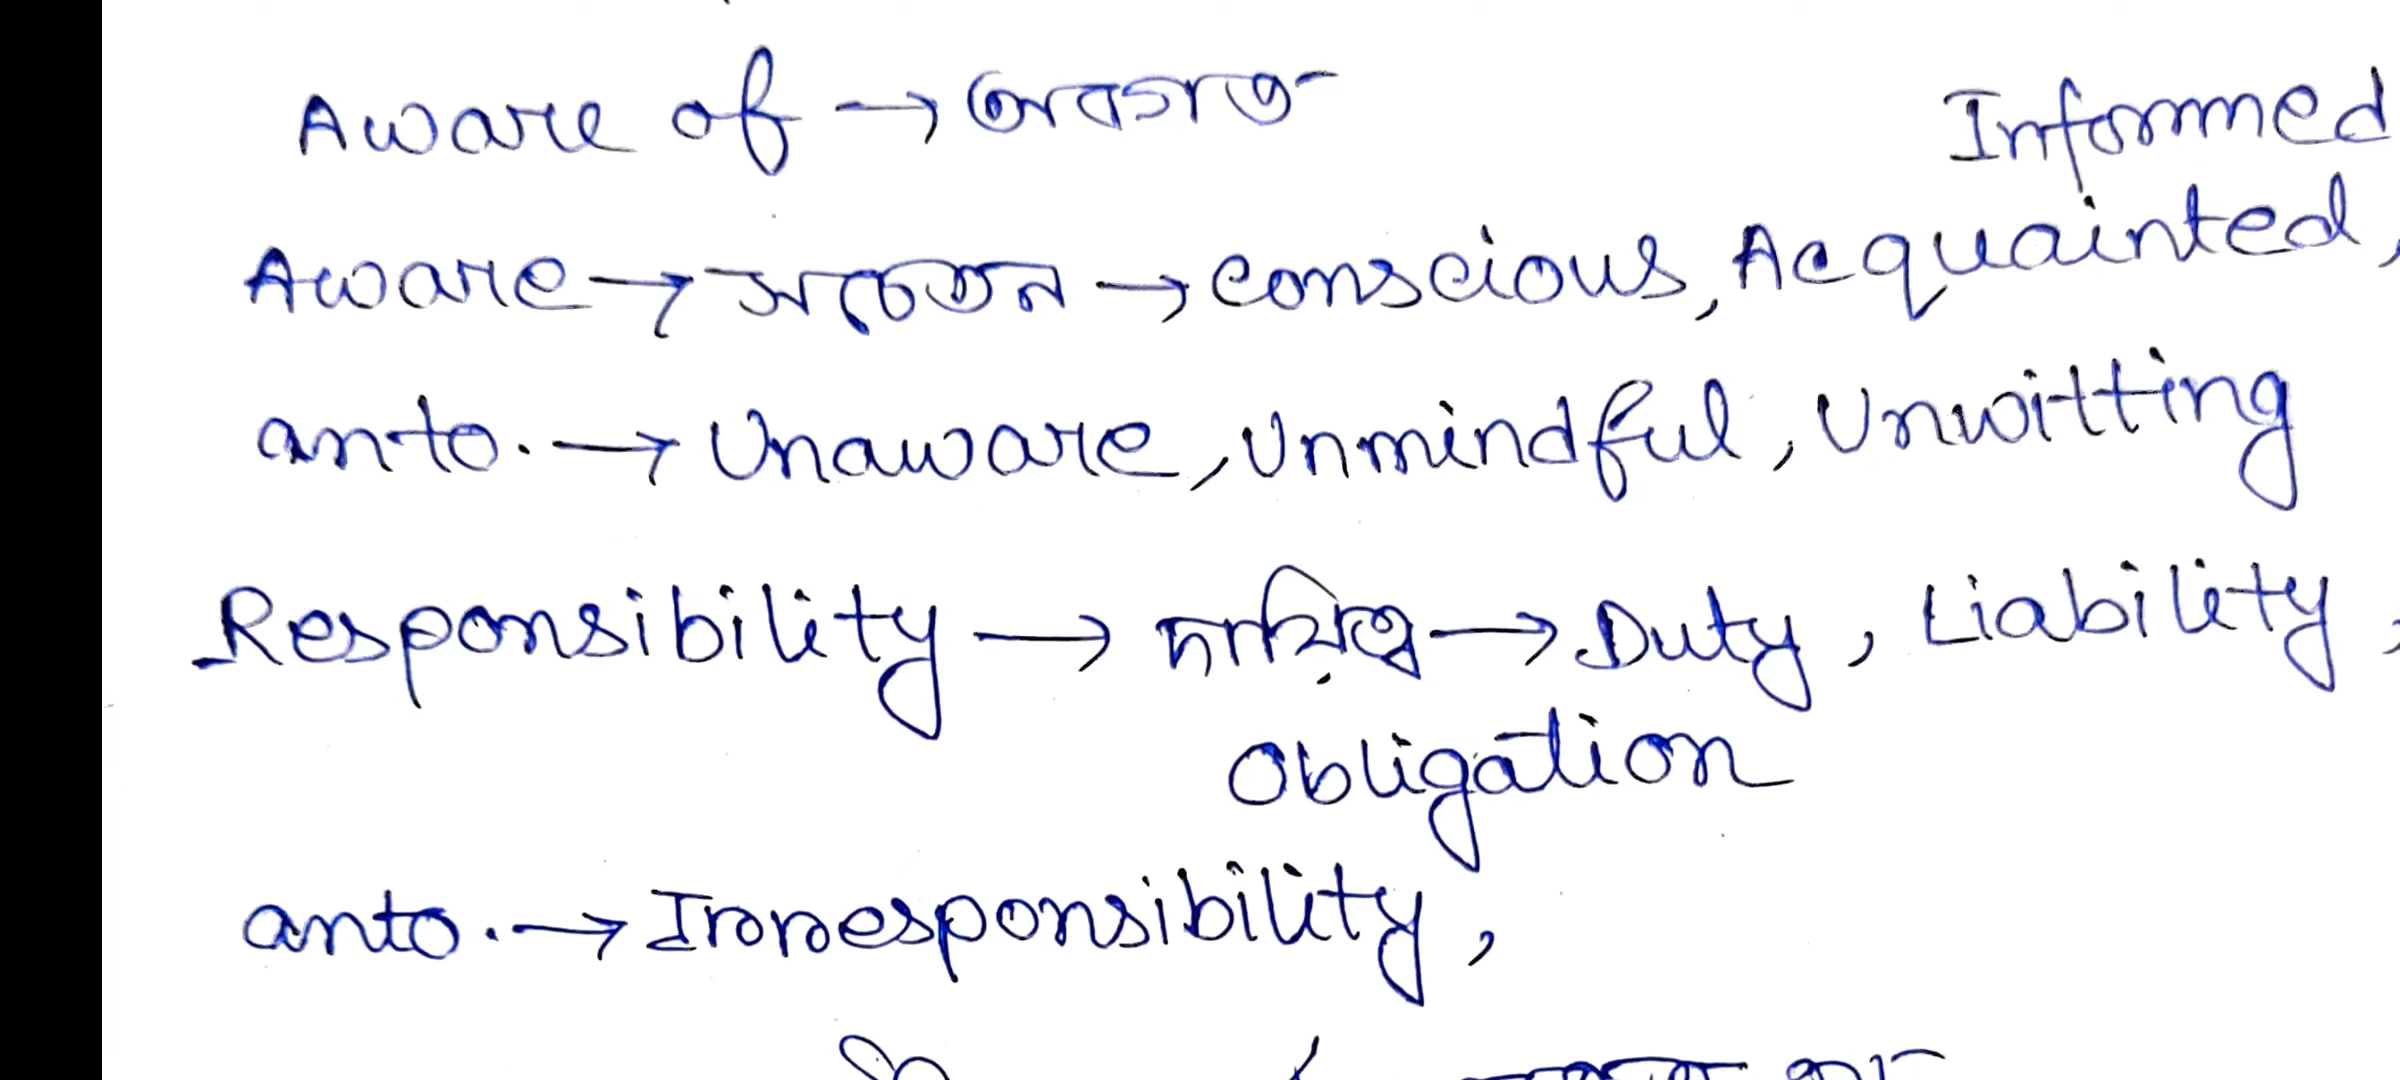 Aware of → অবগত
Informed
Aware → সচেতন → conscious, Acquainted,
anto. → Unaware, Unmindful, Unwitting
Responsibility → দায়িত্ব → Duty, Liability,
Obligation
anto. → Irresponsibility,